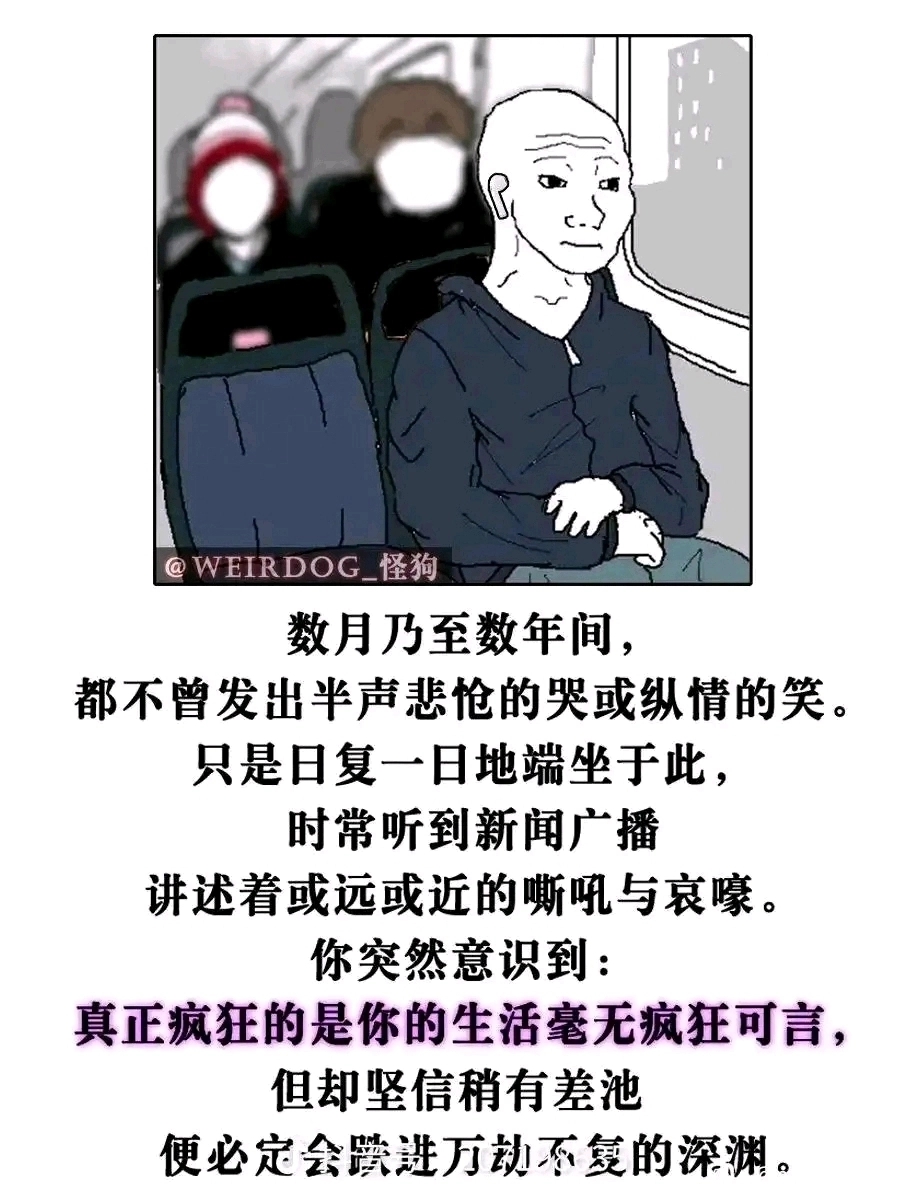 @WEIRDOG_怪狗
数月乃至数年间，
都不曾发出半声悲怆的哭或纵情的笑。
只是日复一日地端坐于此，
时常听到新闻广播
讲述着或远或近的嘶吼与哀嚎。
你突然意识到：
真正疯狂的是你的生活毫无疯狂可言，
但却坚信稍有差池
便必定会跌进万劫不复的深渊。